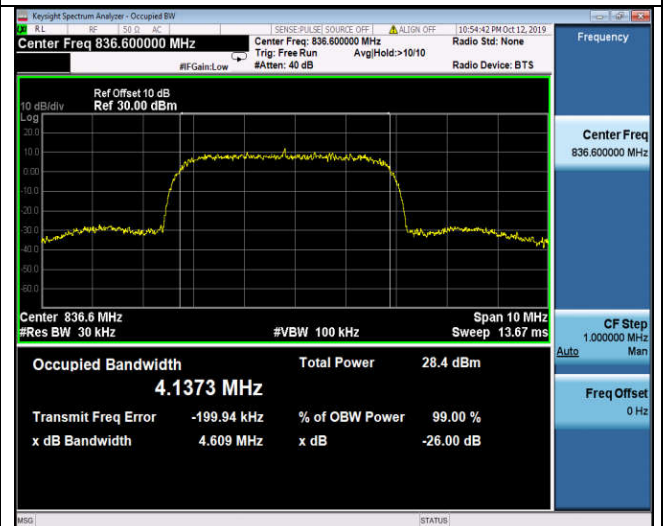 Keysight Spectrum Analyzer - Occupied BW
RL RF 50 Ω AC SENSE:PULSE SOURCE OFF ALIGN OFF 10:54:42 PM Oct 12, 2019
Center Freq 836.600000 MHz Center Freq: 836.600000 MHz Radio Std: None
Trig: Free Run Avg|Hold:>10/10
#IFGain:Low #Atten: 40 dB Radio Device: BTS
Frequency
Ref Offset 10 dB
10 dB/div Ref 30.00 dBm
Log
20.0
10.0
0.00
-10.0
-20.0
-30.0
-40.0
-50.0
-60.0
Center 836.6 MHz Span 10 MHz
#Res BW 30 kHz #VBW 100 kHz Sweep 13.67 ms
Occupied Bandwidth Total Power 28.4 dBm
4.1373 MHz
Transmit Freq Error -199.94 kHz % of OBW Power 99.00 %
x dB Bandwidth 4.609 MHz x dB -26.00 dB
Center Freq
836.600000 MHz
CF Step
1.000000 MHz
Auto Man
Freq Offset
0 Hz
MSG STATUS